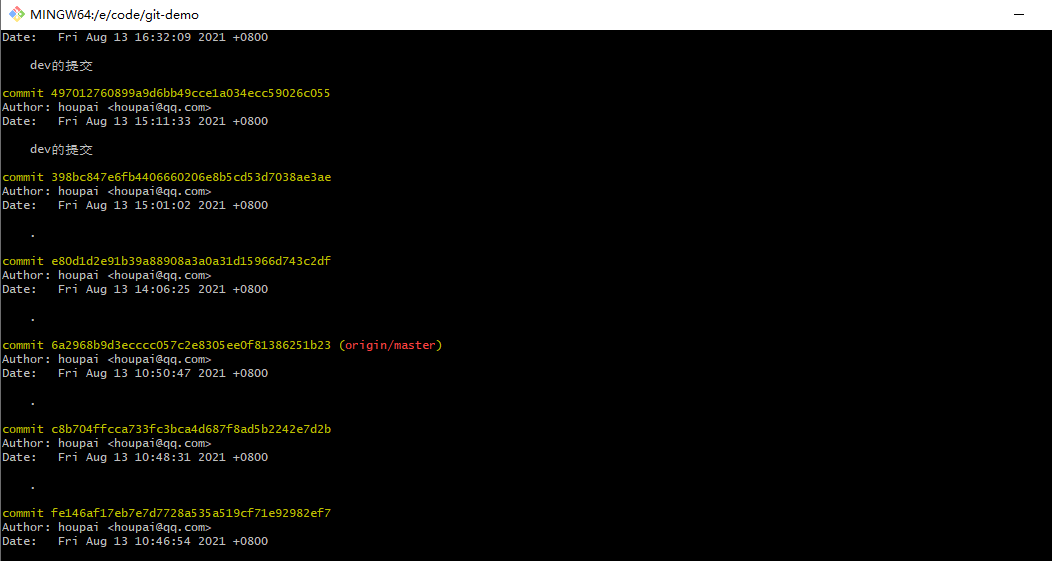 MINGW64:/e/code/git-demo
Date:   Fri Aug 13 16:32:09 2021 +0800
dev的提交
commit 497012760899a9d6bb49cce1a034ecc59026c055
Author: houpai <houpai@qq.com>
Date:   Fri Aug 13 15:11:33 2021 +0800
dev的提交
commit 398bc847e6fb4406660206e8b5cd53d7038ae3ae
Author: houpai <houpai@qq.com>
Date:   Fri Aug 13 15:01:02 2021 +0800
.
commit e80d1d2e91b39a88908a3a0a31d15966d743c2df
Author: houpai <houpai@qq.com>
Date:   Fri Aug 13 14:06:25 2021 +0800
.
commit 6a2968b9d3ecccc057c2e8305ee0f81386251b23 (origin/master)
Author: houpai <houpai@qq.com>
Date:   Fri Aug 13 10:50:47 2021 +0800
.
commit c8b704ffcca733fc3bca4d687f8ad5b2242e7d2b
Author: houpai <houpai@qq.com>
Date:   Fri Aug 13 10:48:31 2021 +0800
.
commit fe146af17eb7e7d7728a535a519cf71e92982ef7
Author: houpai <houpai@qq.com>
Date:   Fri Aug 13 10:46:54 2021 +0800